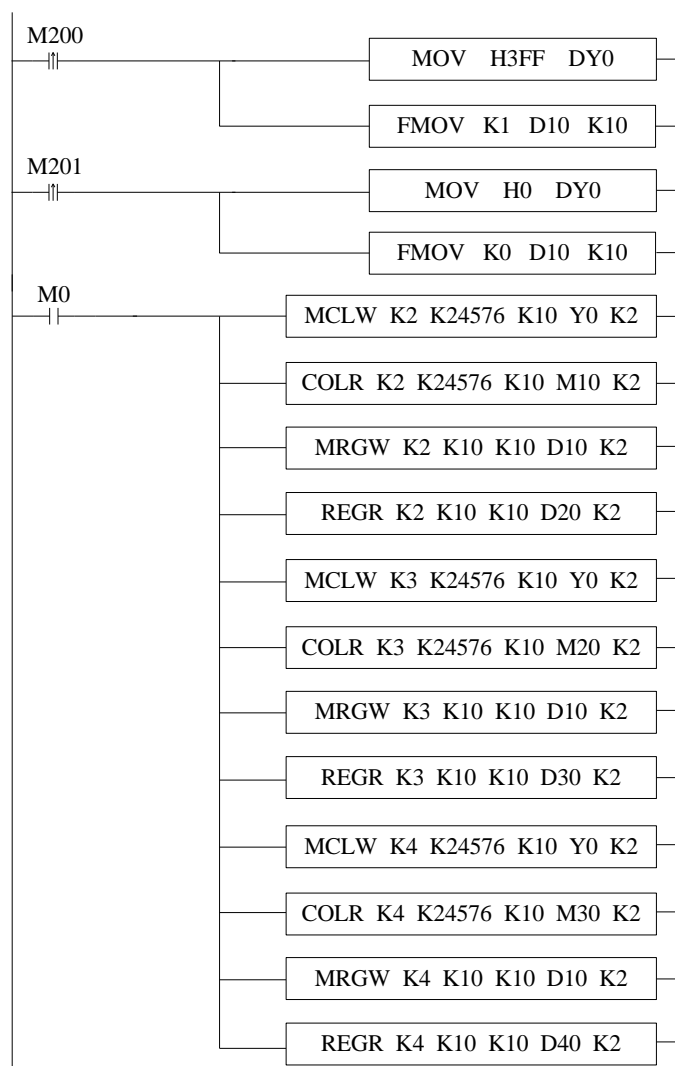 M200
MOV H3FF DY0
FMOV K1 D10 K10
M201
MOV H0 DY0
FMOV K0 D10 K10
M0
MCLW K2 K24576 K10 Y0 K2
COLR K2 K24576 K10 M10 K2
MRGW K2 K10 K10 D10 K2
REGR K2 K10 K10 D20 K2
MCLW K3 K24576 K10 Y0 K2
COLR K3 K24576 K10 M20 K2
MRGW K3 K10 K10 D10 K2
REGR K3 K10 K10 D30 K2
MCLW K4 K24576 K10 Y0 K2
COLR K4 K24576 K10 M30 K2
MRGW K4 K10 K10 D10 K2
REGR K4 K10 K10 D40 K2